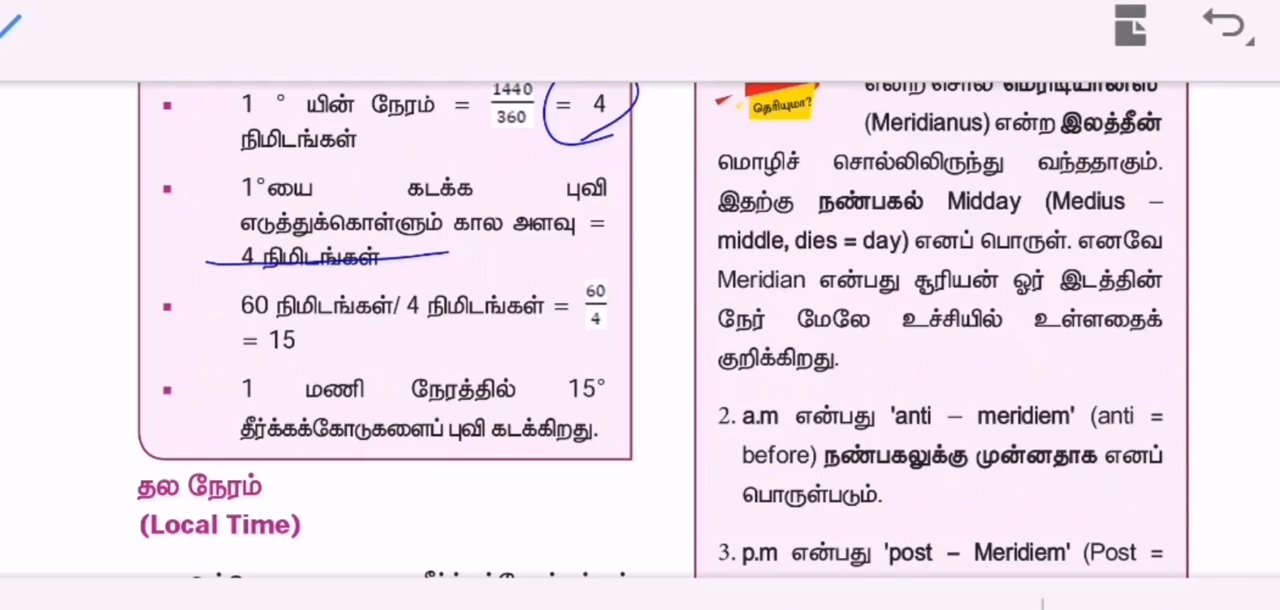 1 ° யின் நேரம் = 1440/360 = 4
நிமிடங்கள்
1°யை கடக்க புவி
எடுத்துக்கொள்ளும் கால அளவு =
4 நிமிடங்கள்
60 நிமிடங்கள்/ 4 நிமிடங்கள் = 60/4
= 15
1 மணி நேரத்தில் 15°
தீர்க்கக்கோடுகளைப் புவி கடக்கிறது.
தல நேரம்
(Local Time)
தெரியுமா?
என்ற சொல் மெரிடியானஸ்
(Meridianus) என்ற இலத்தீன்
மொழிச் சொல்லிலிருந்து வந்ததாகும்.
இதற்கு நண்பகல் Midday (Medius –
middle, dies = day) எனப் பொருள். எனவே
Meridian என்பது சூரியன் ஓர் இடத்தின்
நேர் மேலே உச்சியில் உள்ளதைக்
குறிக்கிறது.
2. a.m என்பது 'anti – meridiem' (anti =
before) நண்பகலுக்கு முன்னதாக எனப்
பொருள்படும்.
3. p.m என்பது 'post – Meridiem' (Post =